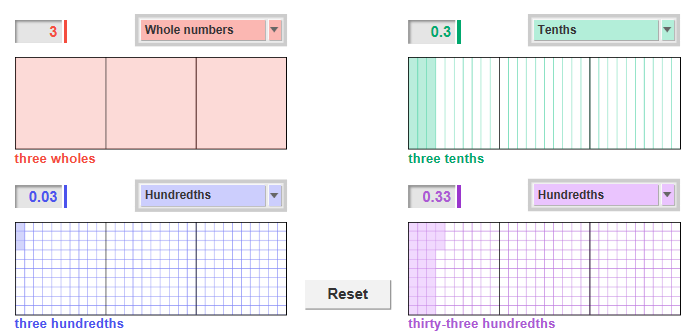 3 Whole numbers
0.3 Tenths
three wholes
three tenths
0.03 Hundredths
0.33 Hundredths
Reset
three hundredths
thirty-three hundredths